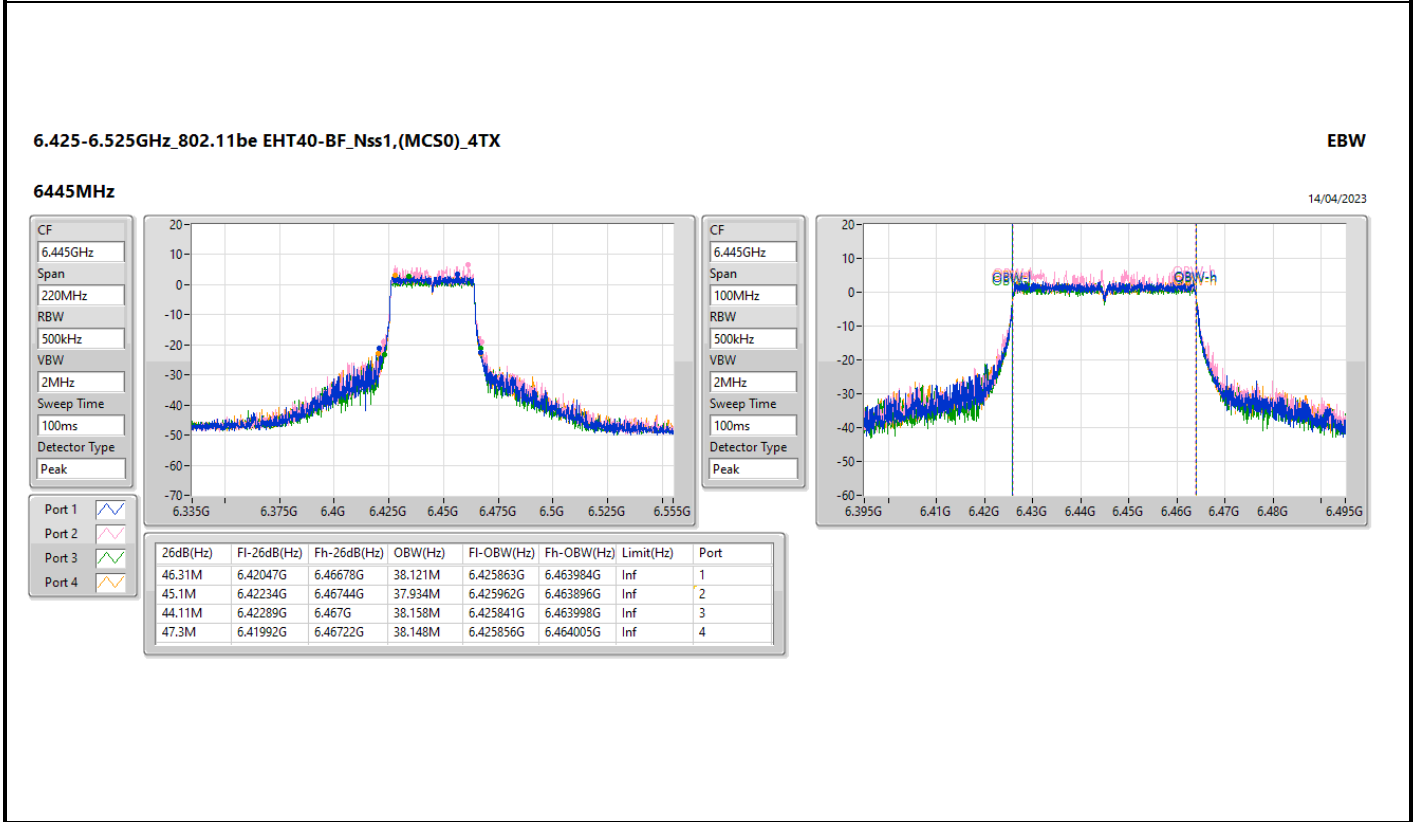 6.425-6.525GHz_802.11be EHT40-BF_Nss1,(MCS0)_4TX EBW
6445MHz
14/04/2023
CF
6.445GHz
Span
220MHz
RBW
500kHz
VBW
2MHz
Sweep Time
100ms
Detector Type
Peak
Port 1
Port 2
Port 3
Port 4
20
10
0
-10
-20
-30
-40
-50
-60
-70
6.335G 6.375G 6.4G 6.425G 6.45G 6.475G 6.5G 6.525G 6.555G
CF
6.445GHz
Span
100MHz
RBW
500kHz
VBW
2MHz
Sweep Time
100ms
Detector Type
Peak
20
10
0
-10
-20
-30
-40
-50
-60
OBW-l OBW-h
6.395G 6.41G 6.42G 6.43G 6.44G 6.45G 6.46G 6.47G 6.48G 6.495G
26dB(Hz) Fl-26dB(Hz) Fh-26dB(Hz) OBW(Hz) Fl-OBW(Hz) Fh-OBW(Hz) Limit(Hz) Port
46.31M 6.42047G 6.46678G 38.121M 6.425863G 6.463984G Inf 1
45.1M 6.42234G 6.46744G 37.934M 6.425962G 6.463896G Inf 2
44.11M 6.42289G 6.467G 38.158M 6.425841G 6.463998G Inf 3
47.3M 6.41992G 6.46722G 38.148M 6.425856G 6.464005G Inf 4